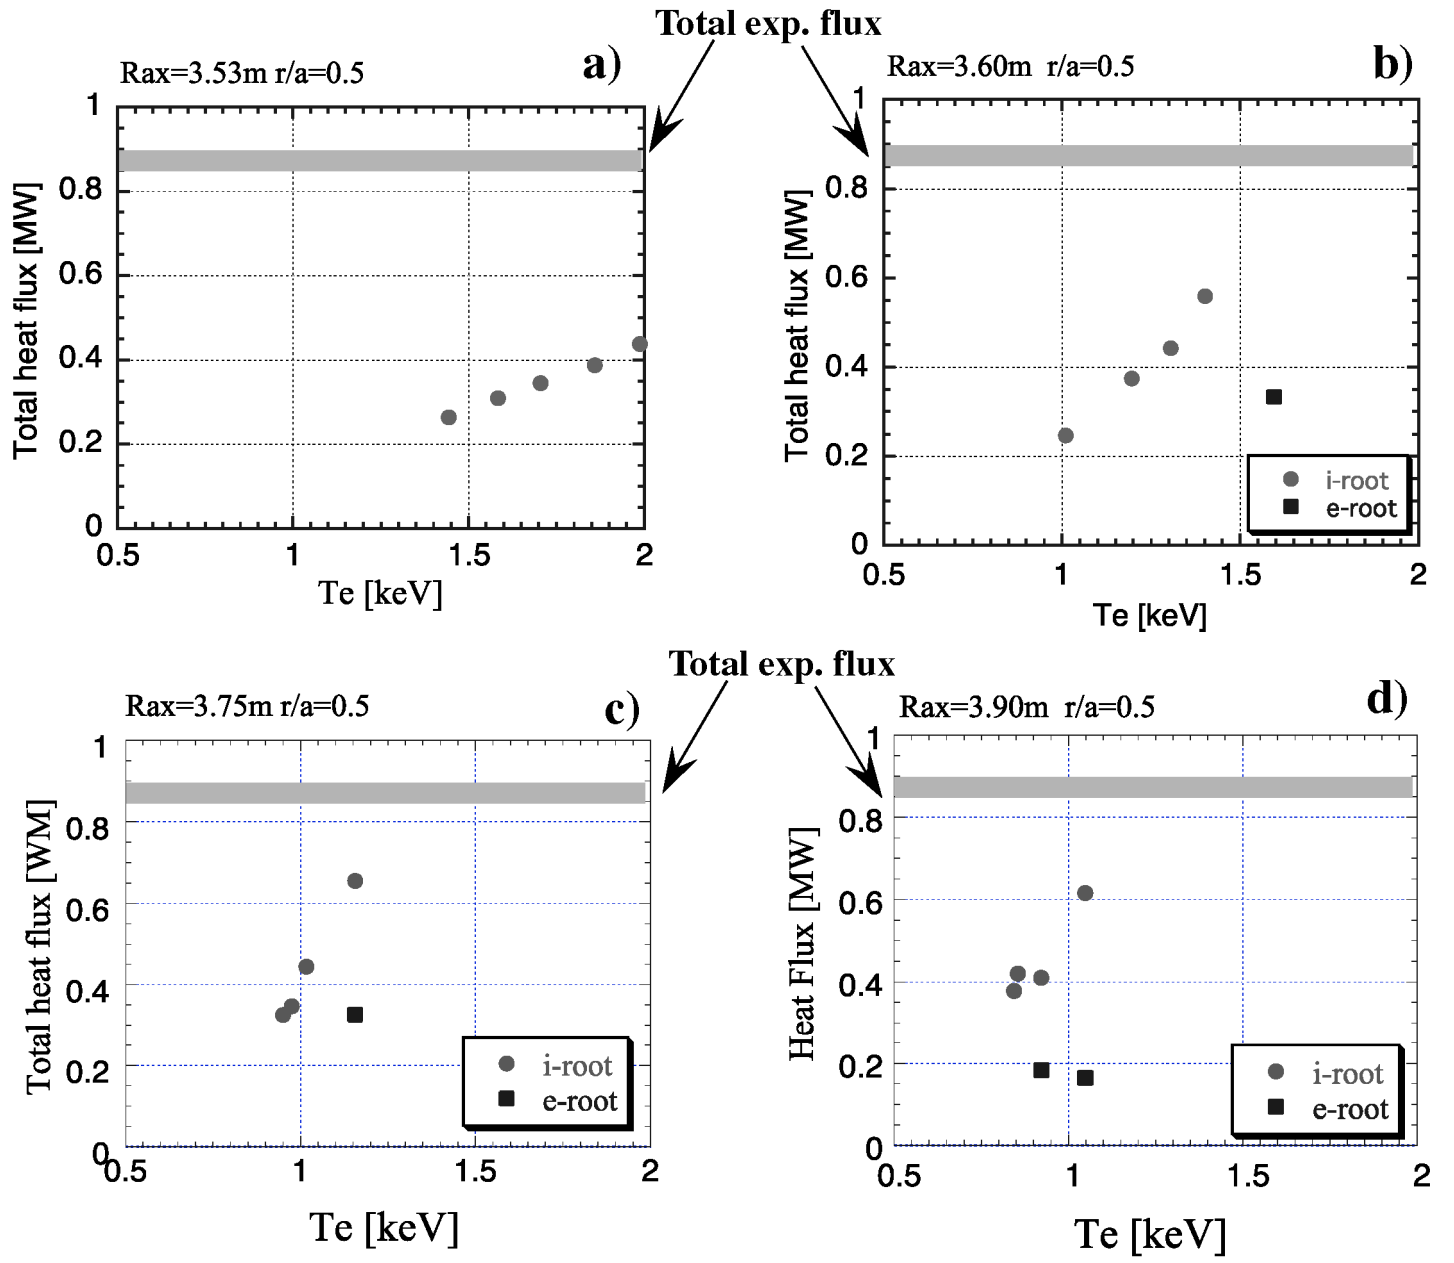 Total exp. flux
Rax=3.53m r/a=0.5
a)
Rax=3.60m r/a=0.5
b)
Total heat flux [MW]
1
0.8
0.6
0.4
0.2
0
0.5
1
1.5
2
Te [keV]
Total heat flux [MW]
1
0.8
0.6
0.4
0.2
0
i-root
e-root
0.5
1
1.5
2
Te [keV]
Total exp. flux
Rax=3.75m r/a=0.5
c)
Rax=3.90m r/a=0.5
d)
Total heat flux [WM]
1
0.8
0.6
0.4
0.2
0
i-root
e-root
0.5
1
1.5
2
Te [keV]
Heat Flux [MW]
1
0.8
0.6
0.4
0.2
0
i-root
e-root
0.5
1
1.5
2
Te [keV]